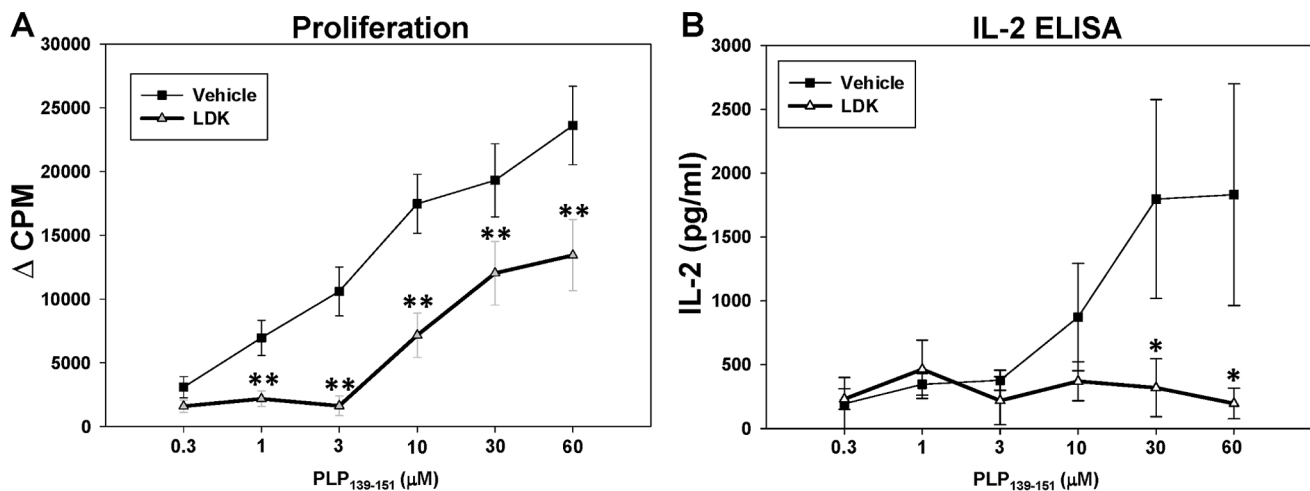 A
Proliferation
30000
25000
20000
15000
10000
5000
0
Δ CPM
Vehicle
LDK
**
**
**
**
**
0.3 1 3 10 30 60
PLP139-151 (μM)
B
IL-2 ELISA
3000
2500
2000
1500
1000
500
0
IL-2 (pg/ml)
Vehicle
LDK
*
*
0.3 1 3 10 30 60
PLP139-151 (μM)